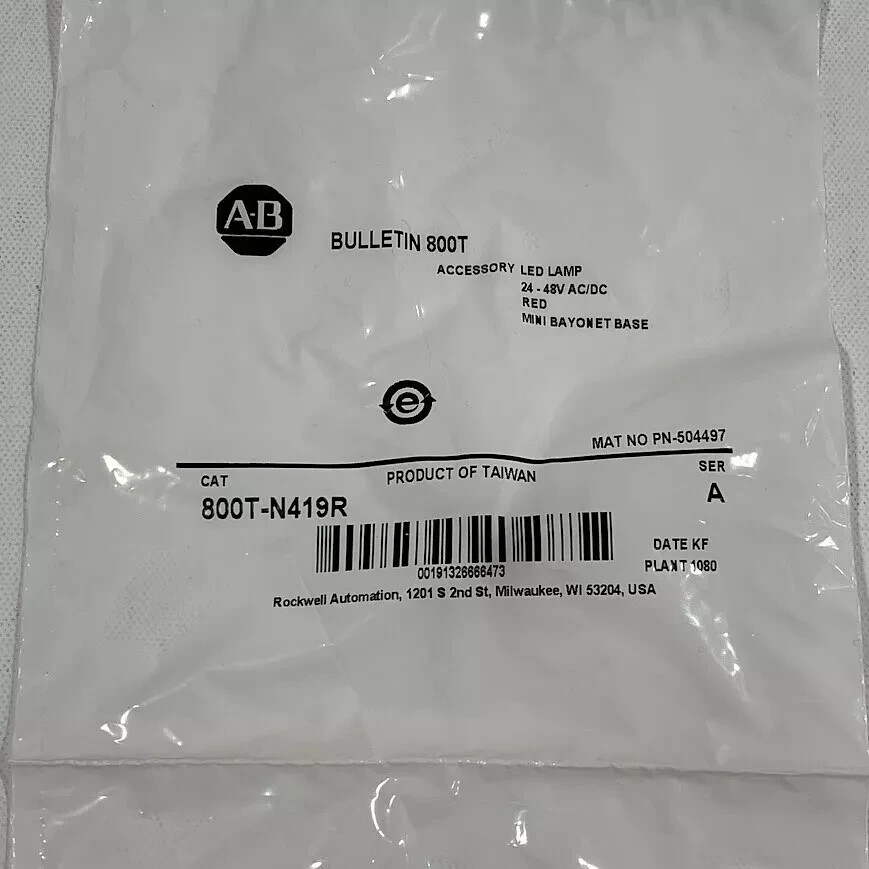 A-B
BULLETIN 800T
ACCESSORY LED LAMP
24 - 48V AC/DC
RED
MINI BAYONET BASE
e
MAT NO PN-504497
CAT
PRODUCT OF TAIWAN
SER
800T-N419R
A
DATE KF
00191326666473
PLANT 1080
Rockwell Automation, 1201 S 2nd St, Milwaukee, WI 53204, USA